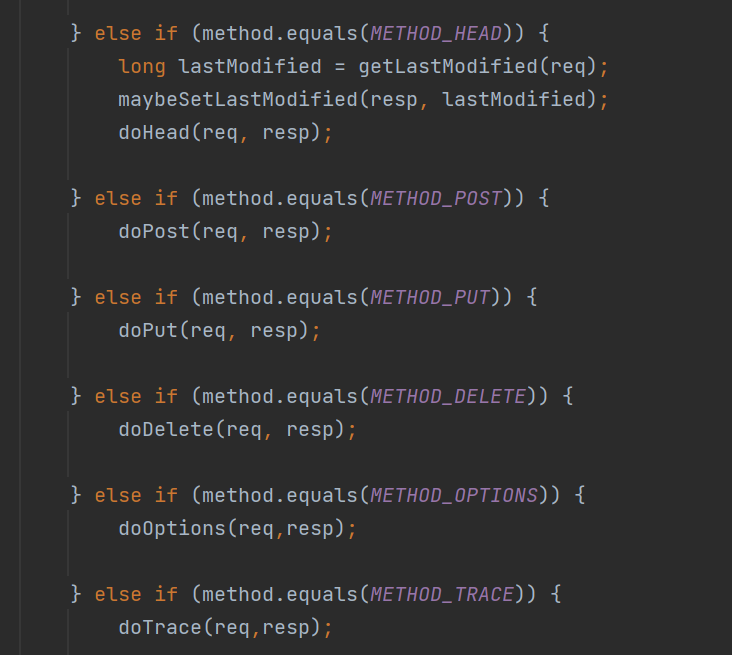 } else if (method.equals(METHOD_HEAD)) {
long lastModified = getLastModified(req);
maybeSetLastModified(resp, lastModified);
doHead(req, resp);
} else if (method.equals(METHOD_POST)) {
doPost(req, resp);
} else if (method.equals(METHOD_PUT)) {
doPut(req, resp);
} else if (method.equals(METHOD_DELETE)) {
doDelete(req, resp);
} else if (method.equals(METHOD_OPTIONS)) {
doOptions(req,resp);
} else if (method.equals(METHOD_TRACE)) {
doTrace(req,resp);